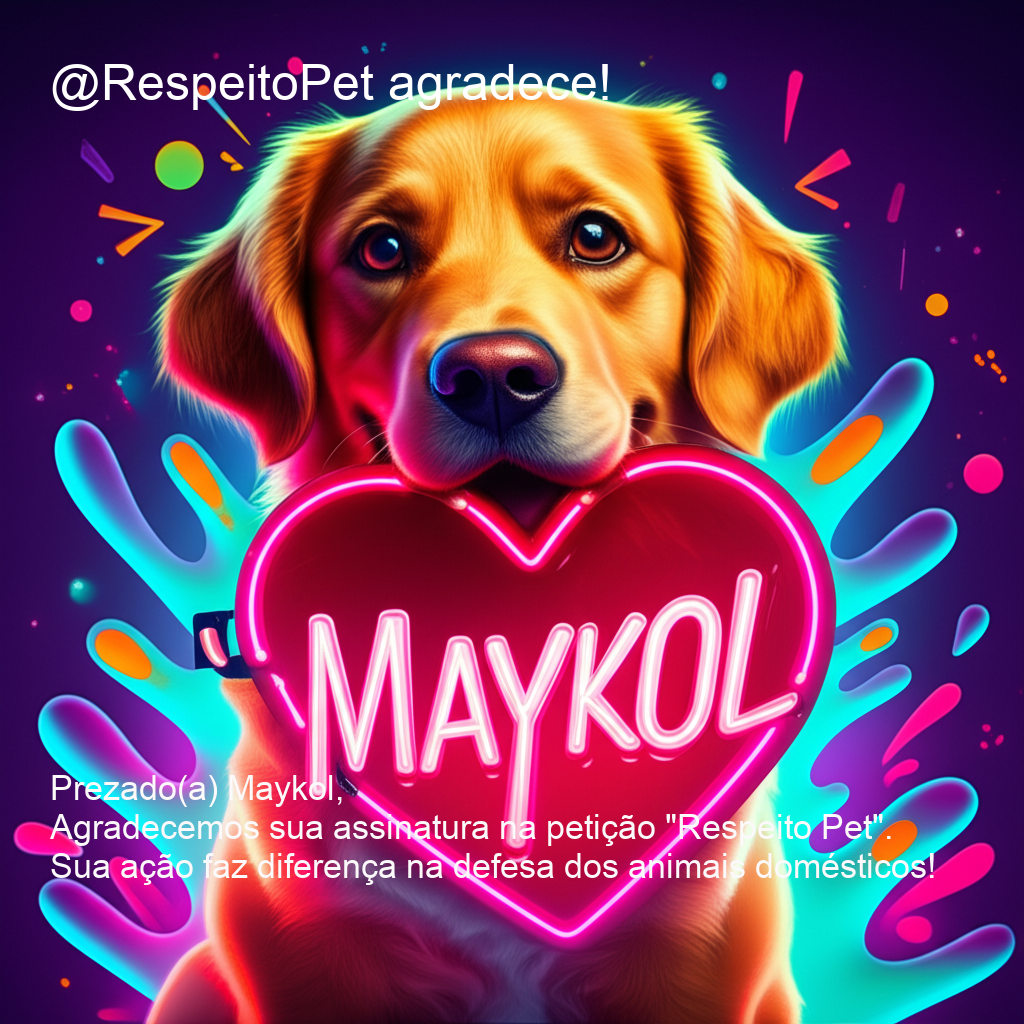 @RespeitoPet agradece!
MAYKOL
Prezado(a) Maykol,
Agradecemos sua assinatura na petição "Respeito Pet".
Sua ação faz diferença na defesa dos animais domésticos!